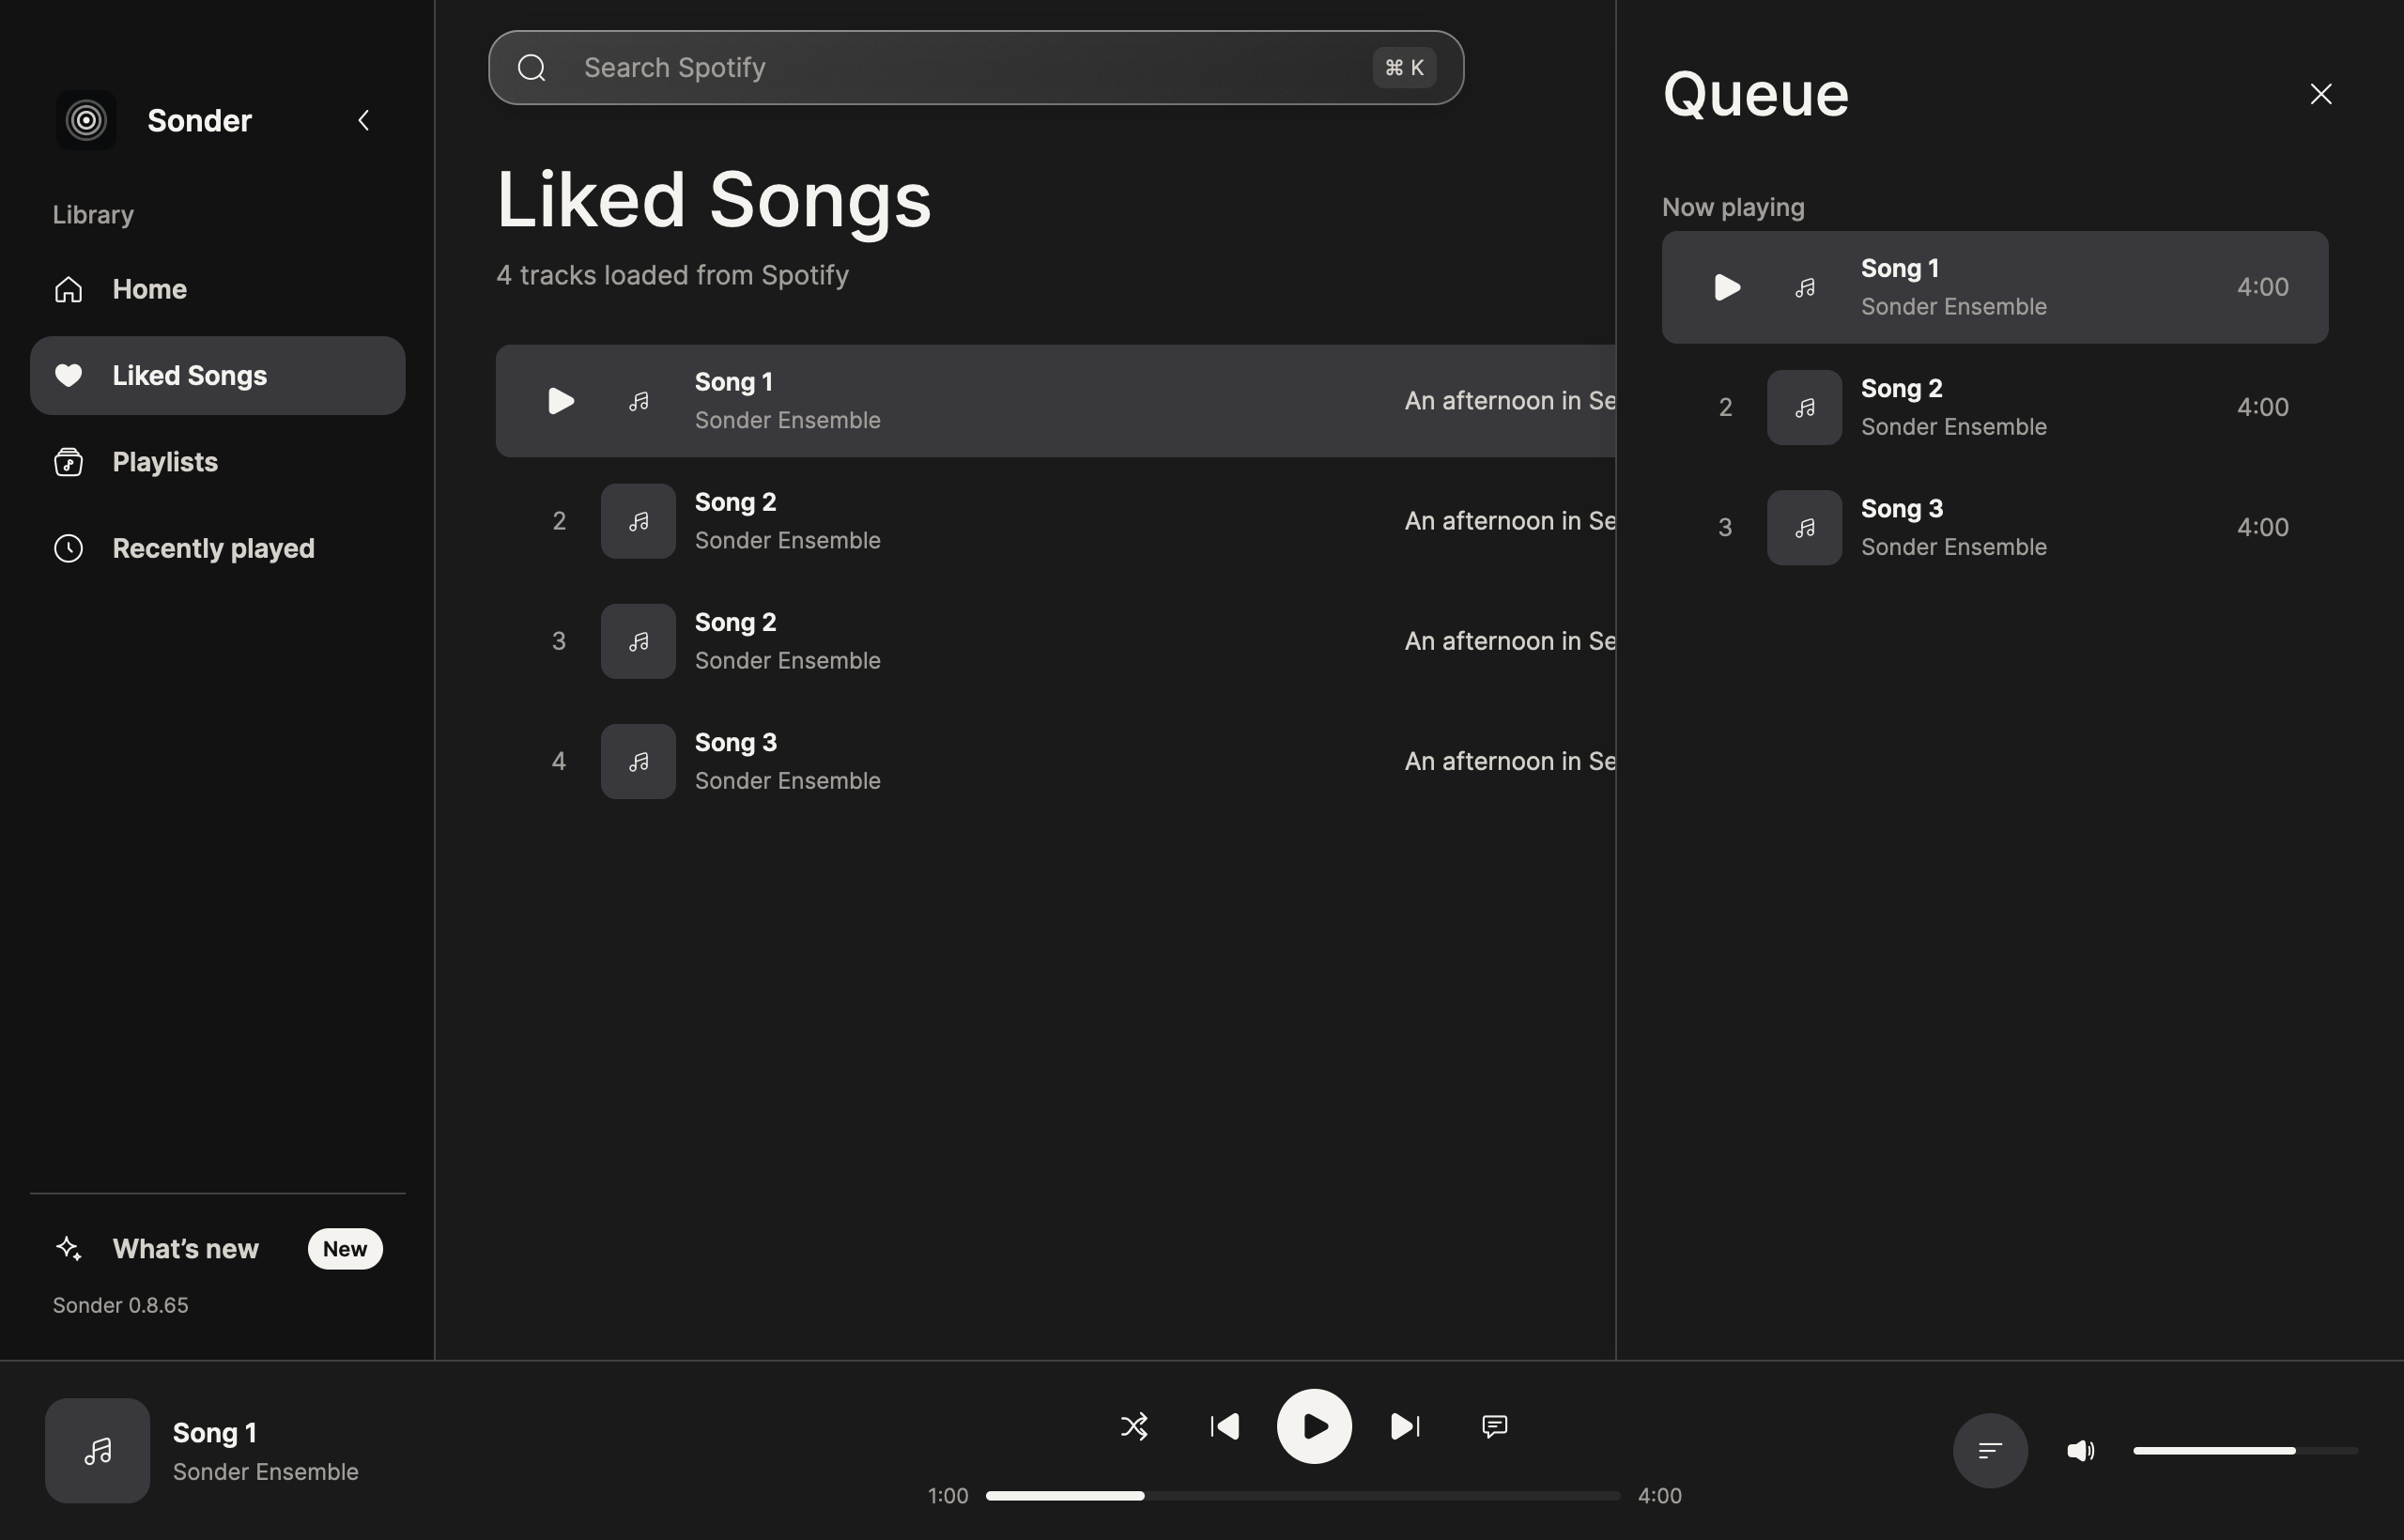 Sonder
Library
Home
Liked Songs
Playlists
Recently played
What's new
New
Sonder 0.8.65
Search Spotify
⌘ K
Liked Songs
4 tracks loaded from Spotify
Song 1
Sonder Ensemble
An afternoon in Se
2
Song 2
Sonder Ensemble
An afternoon in Se
3
Song 2
Sonder Ensemble
An afternoon in Se
4
Song 3
Sonder Ensemble
An afternoon in Se
Queue
Now playing
Song 1
Sonder Ensemble
4:00
2
Song 2
Sonder Ensemble
4:00
3
Song 3
Sonder Ensemble
4:00
Song 1
Sonder Ensemble
1:00
4:00